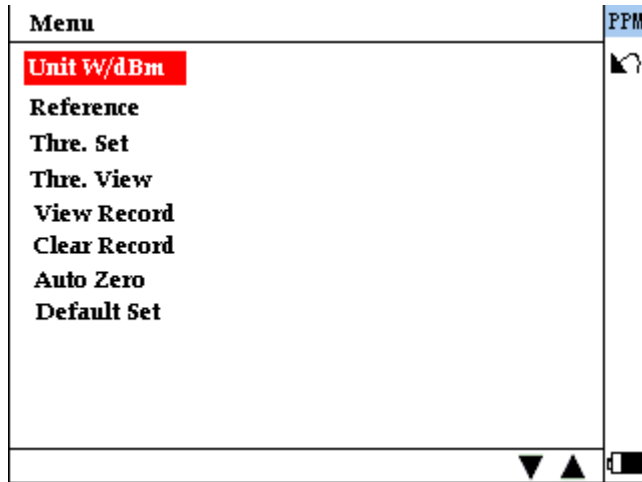 Menu
PPM
Unit W/dBm
Reference
Thre. Set
Thre. View
View Record
Clear Record
Auto Zero
Default Set